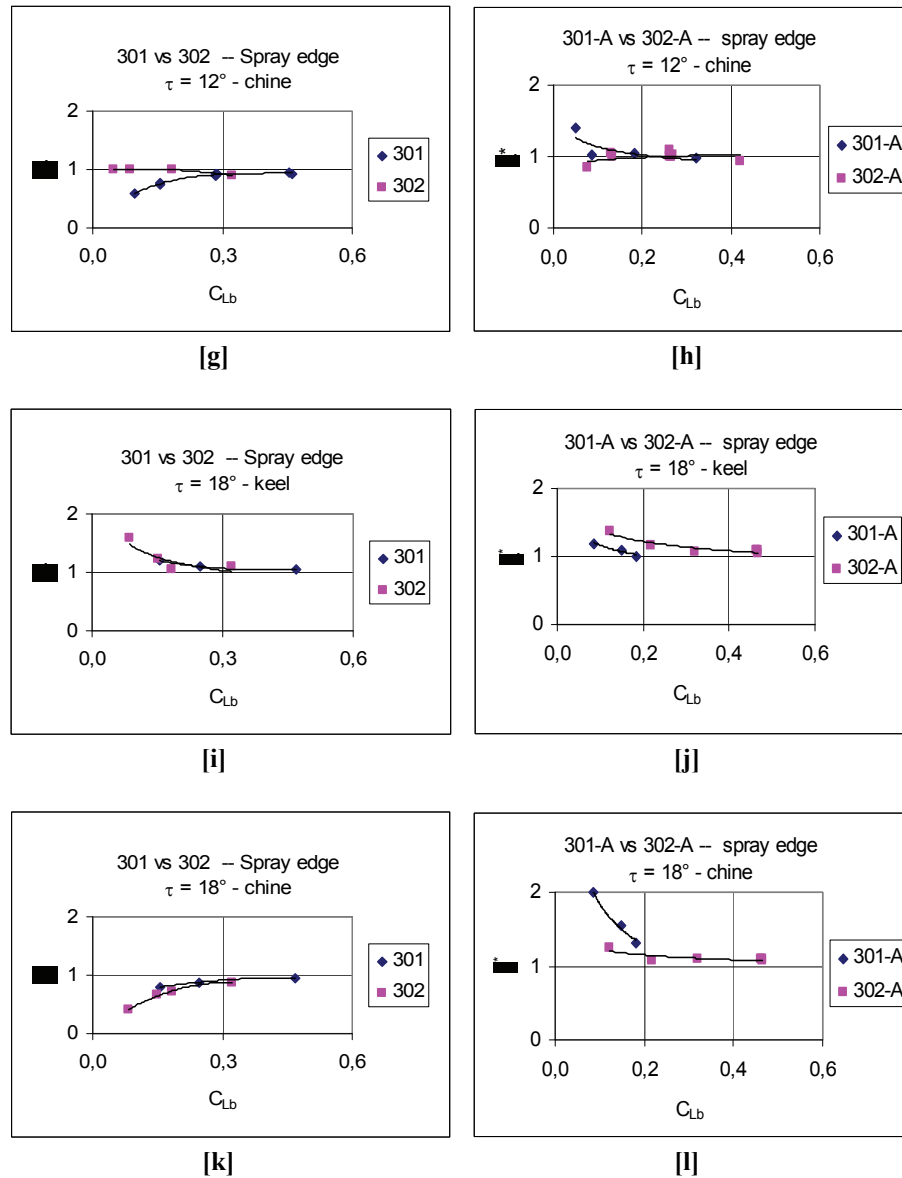 301 vs 302 -- Spray edge
τ = 12° - chine
2
1
0
0,0 0,3 0,6
C_Lb
301
302
[g]
301-A vs 302-A -- spray edge
τ = 12° - chine
2
1
0
*
0,0 0,2 0,4 0,6
C_Lb
301-A
302-A
[h]
301 vs 302 -- Spray edge
τ = 18° - keel
2
1
0
0,0 0,3 0,6
C_Lb
301
302
[i]
301-A vs 302-A -- spray edge
τ = 18° - keel
2
1
0
*
0,0 0,2 0,4 0,6
C_Lb
301-A
302-A
[j]
301 vs 302 -- Spray edge
τ = 18° - chine
2
1
0
0,0 0,3 0,6
C_Lb
301
302
[k]
301-A vs 302-A -- spray edge
τ = 18° - chine
2
1
0
*
0,0 0,2 0,4 0,6
C_Lb
301-A
302-A
[l]